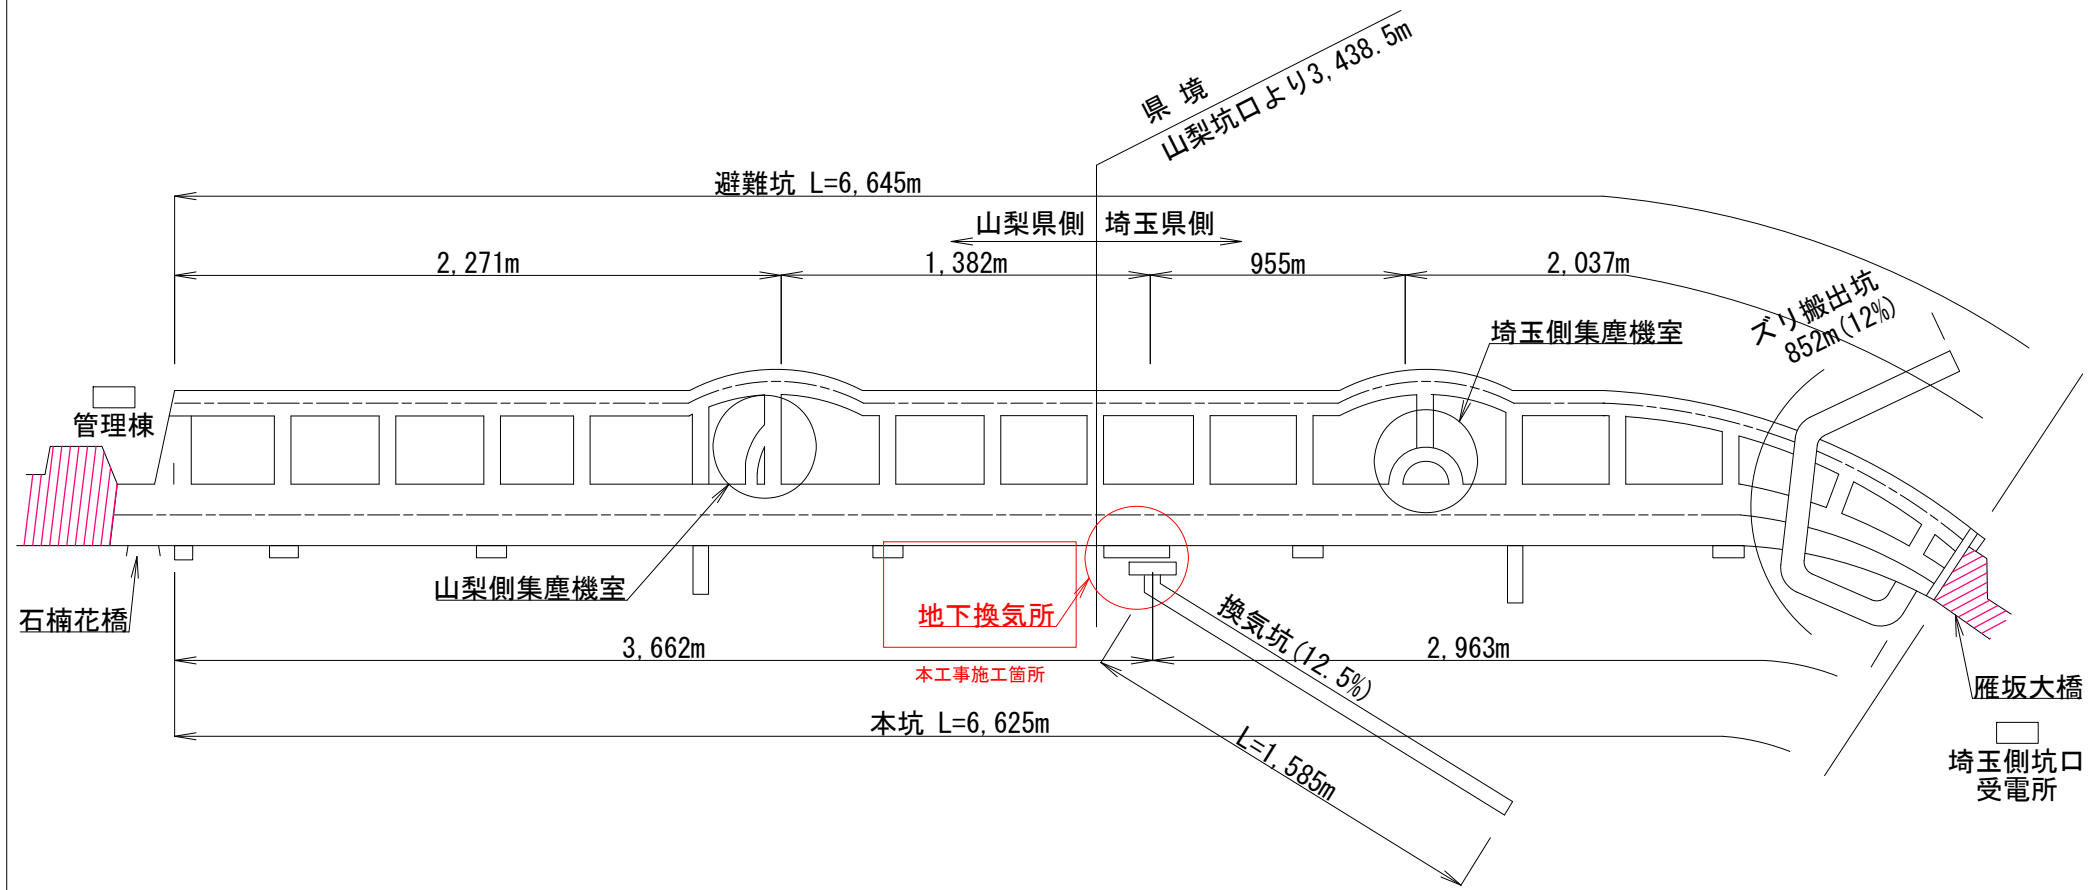 県 境
山梨坑口より3,438.5m
避難坑 L=6,645m
山梨県側 埼玉県側
2,271m
1,382m
955m
2,037m
ズリ搬出坑
852m(12%)
埼玉側集塵機室
管理棟
山梨側集塵機室
石楠花橋
地下換気所
換気坑(12.5%)
3,662m
2,963m
本工事施工箇所
雁坂大橋
本坑 L=6,625m
L=1,585m
埼玉側坑口
受電所